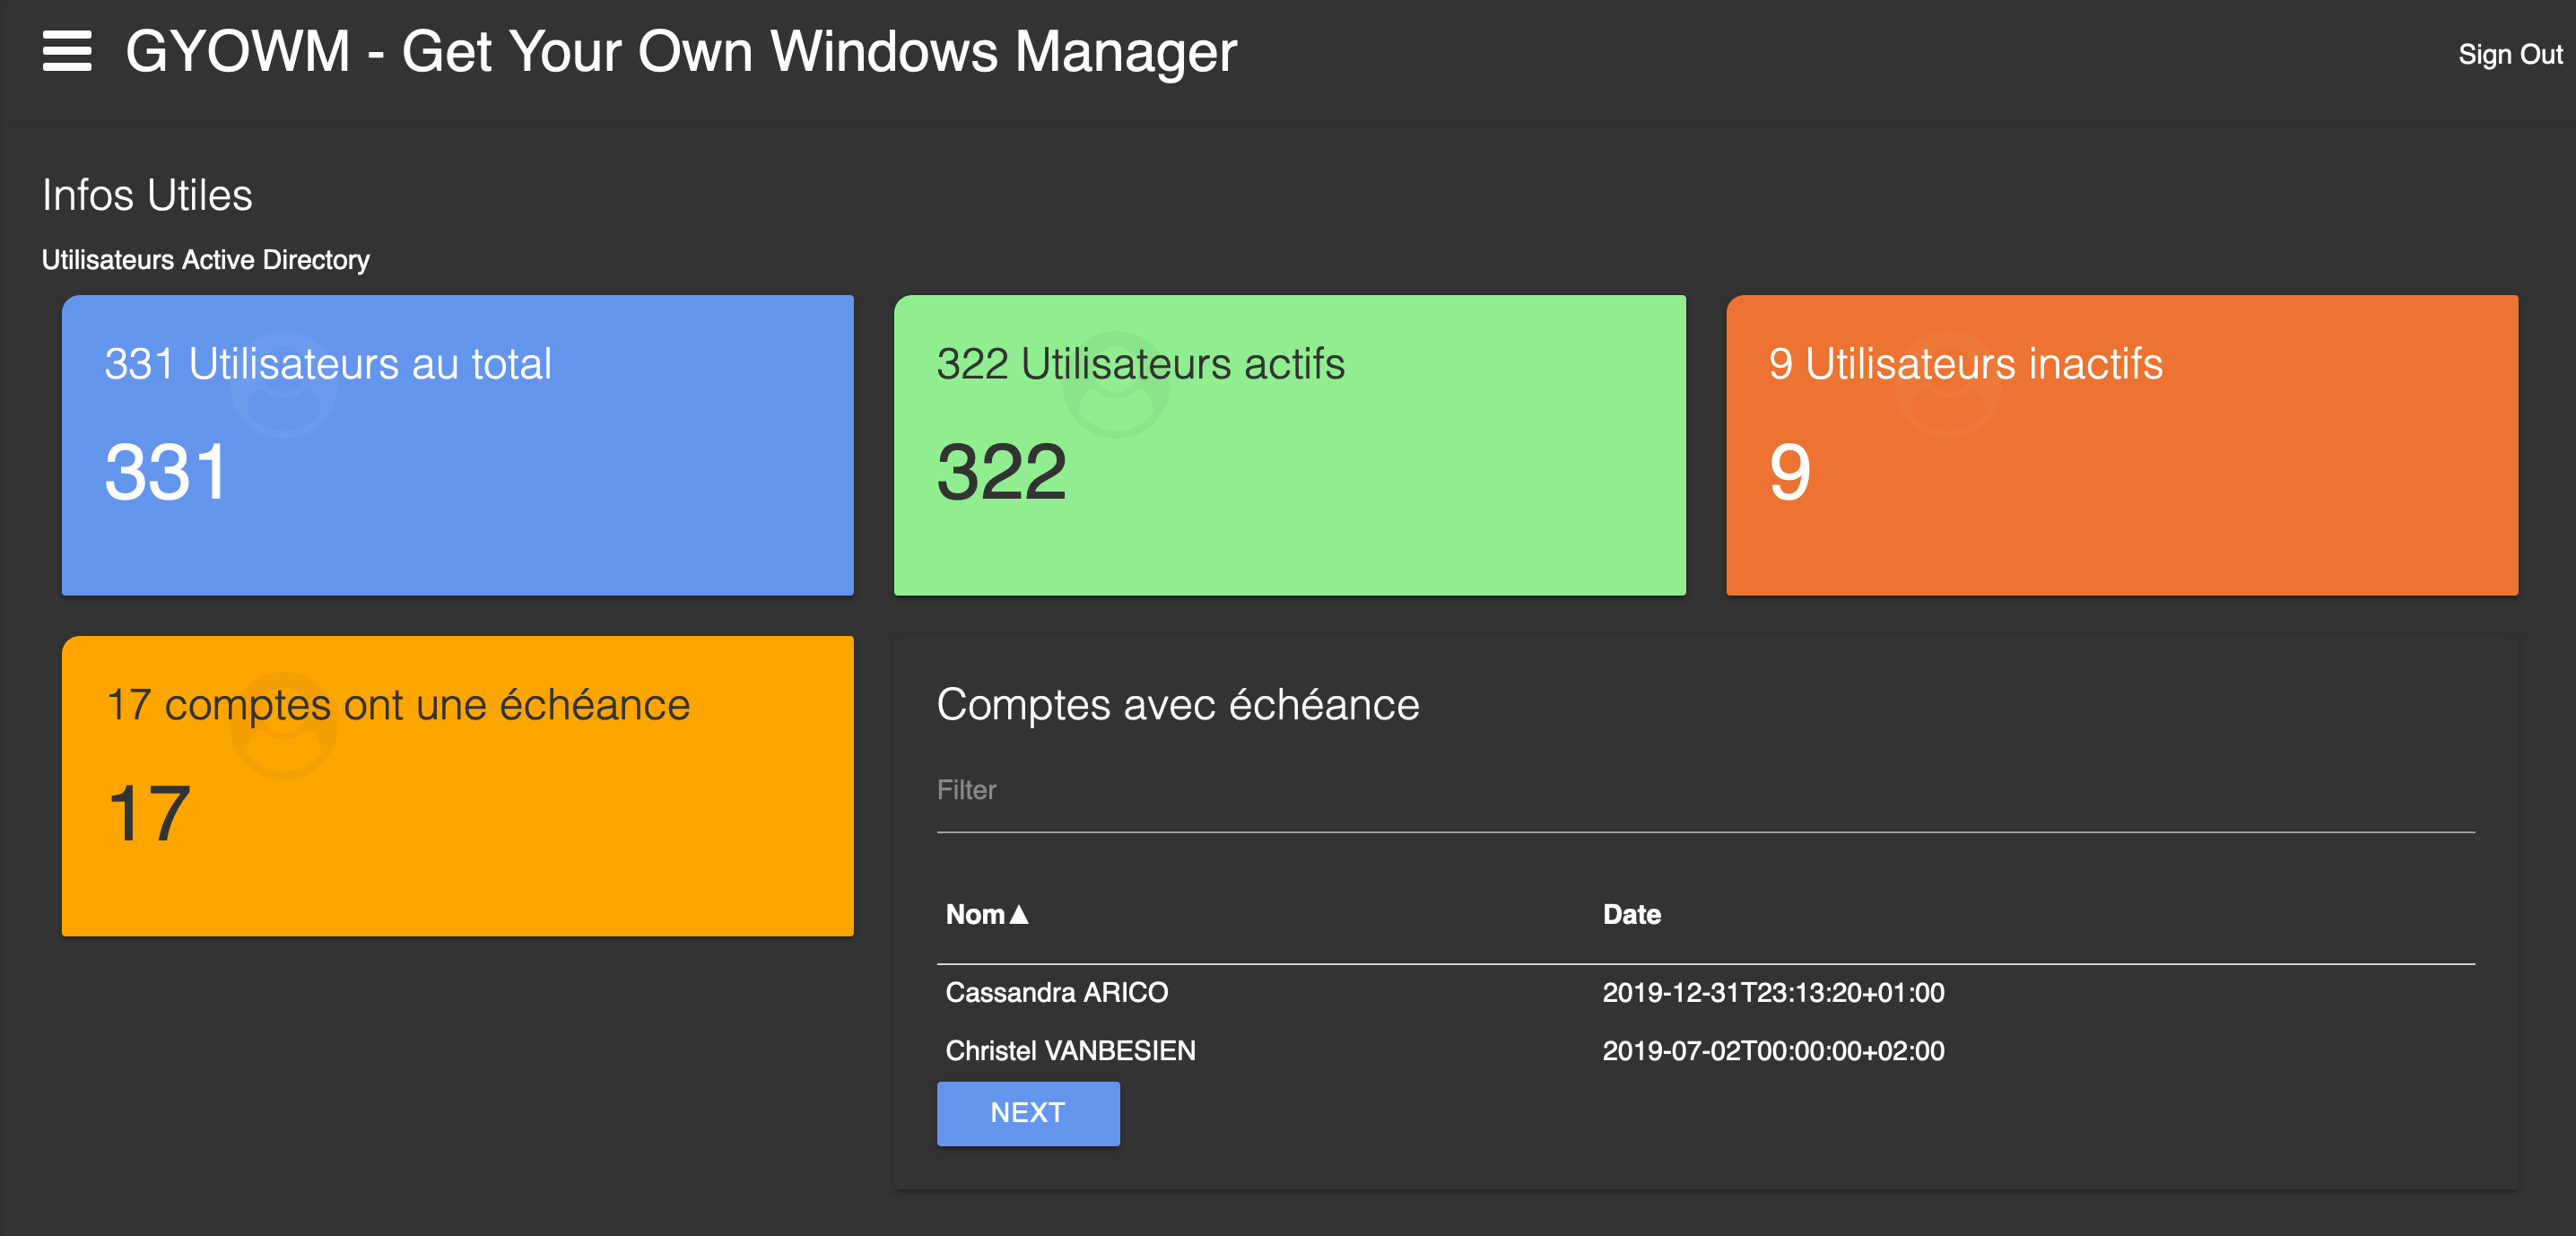 GYOWM - Get Your Own Windows Manager
Sign Out
Infos Utiles
Utilisateurs Active Directory
331 Utilisateurs au total
331
322 Utilisateurs actifs
322
9 Utilisateurs inactifs
9
17 comptes ont une échéance
17
Comptes avec échéance
Filter
Nom▲ Date
Cassandra ARICO 2019-12-31T23:13:20+01:00
Christel VANBESIEN 2019-07-02T00:00:00+02:00
NEXT